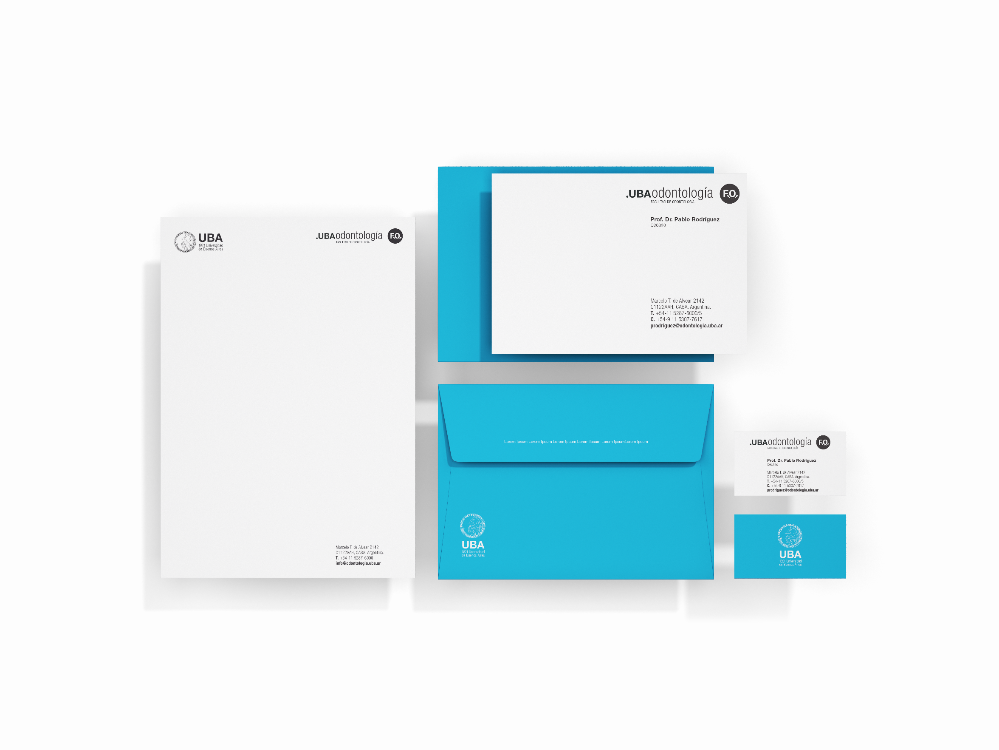 UBA
1821 Universidad
de Buenos Aires
.UBAodontología F.O.
FACULTAD DE ODONTOLOGÍA
Marcelo T. de Alvear 2142
C1122AAH, CABA. Argentina.
T. +54-11 5287-6000
info@odontologia.uba.ar
.UBAodontología F.O.
FACULTAD DE ODONTOLOGÍA
Prof. Dr. Pablo Rodríguez
Decano
Marcelo T. de Alvear 2142
C1122AAH, CABA. Argentina.
T. +54-11 5287-6000/5
C. +54-9 11 5307-7617
prodriguez@odontologia.uba.ar
Lorem Ipsum Lorem Ipsum Lorem Ipsum Lorem Ipsum Lorem IpsumLorem Ipsum
UBA
1821 Universidad
de Buenos Aires
.UBAodontología F.O.
FACULTAD DE ODONTOLOGÍA
Prof. Dr. Pablo Rodríguez
Decano
Marcelo T. de Alvear 2142
C1122AAH, CABA. Argentina.
T. +54-11 5287-6000/5
C. +54-9 11 5307-7617
prodriguez@odontologia.uba.ar
UBA
1821 Universidad
de Buenos Aires